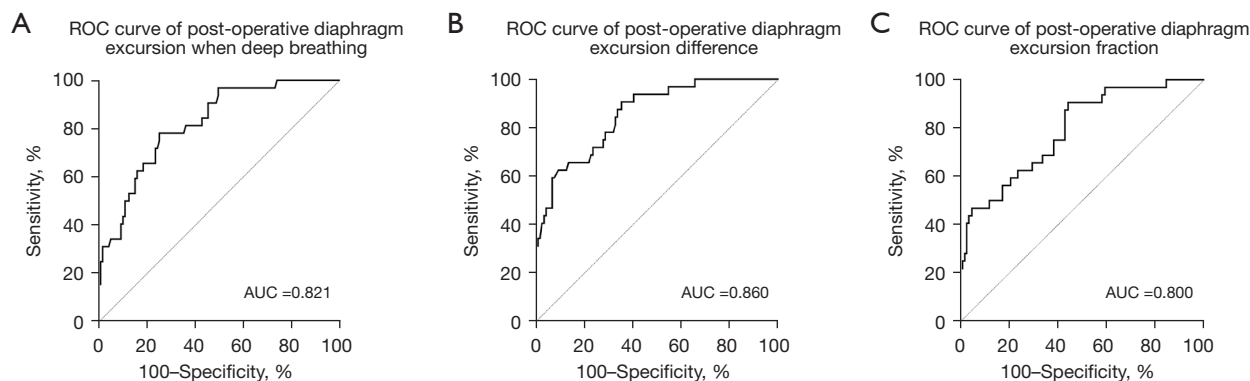 A
ROC curve of post-operative diaphragm
excursion when deep breathing
100
80
60
40
20
0
Sensitivity, %
AUC =0.821
0 20 40 60 80 100
100–Specificity, %
B
ROC curve of post-operative diaphragm
excursion difference
100
80
60
40
20
0
Sensitivity, %
AUC =0.860
0 20 40 60 80 100
100–Specificity, %
C
ROC curve of post-operative diaphragm
excursion fraction
100
80
60
40
20
0
Sensitivity, %
AUC =0.800
0 20 40 60 80 100
100–Specificity, %